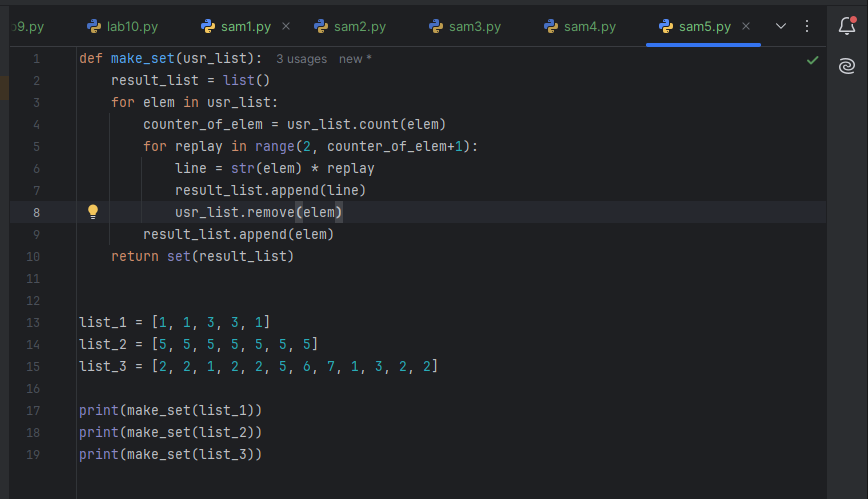 o9.py lab10.py sam1.py sam2.py sam3.py sam4.py sam5.py
1 def make_set(usr_list): 3 usages new *
2 result_list = list()
3 for elem in usr_list:
4 counter_of_elem = usr_list.count(elem)
5 for replay in range(2, counter_of_elem+1):
6 line = str(elem) * replay
7 result_list.append(line)
8 usr_list.remove(elem)
9 result_list.append(elem)
10 return set(result_list)
11
12
13 list_1 = [1, 1, 3, 3, 1]
14 list_2 = [5, 5, 5, 5, 5, 5, 5]
15 list_3 = [2, 2, 1, 2, 2, 5, 6, 7, 1, 3, 2, 2]
16
17 print(make_set(list_1))
18 print(make_set(list_2))
19 print(make_set(list_3))